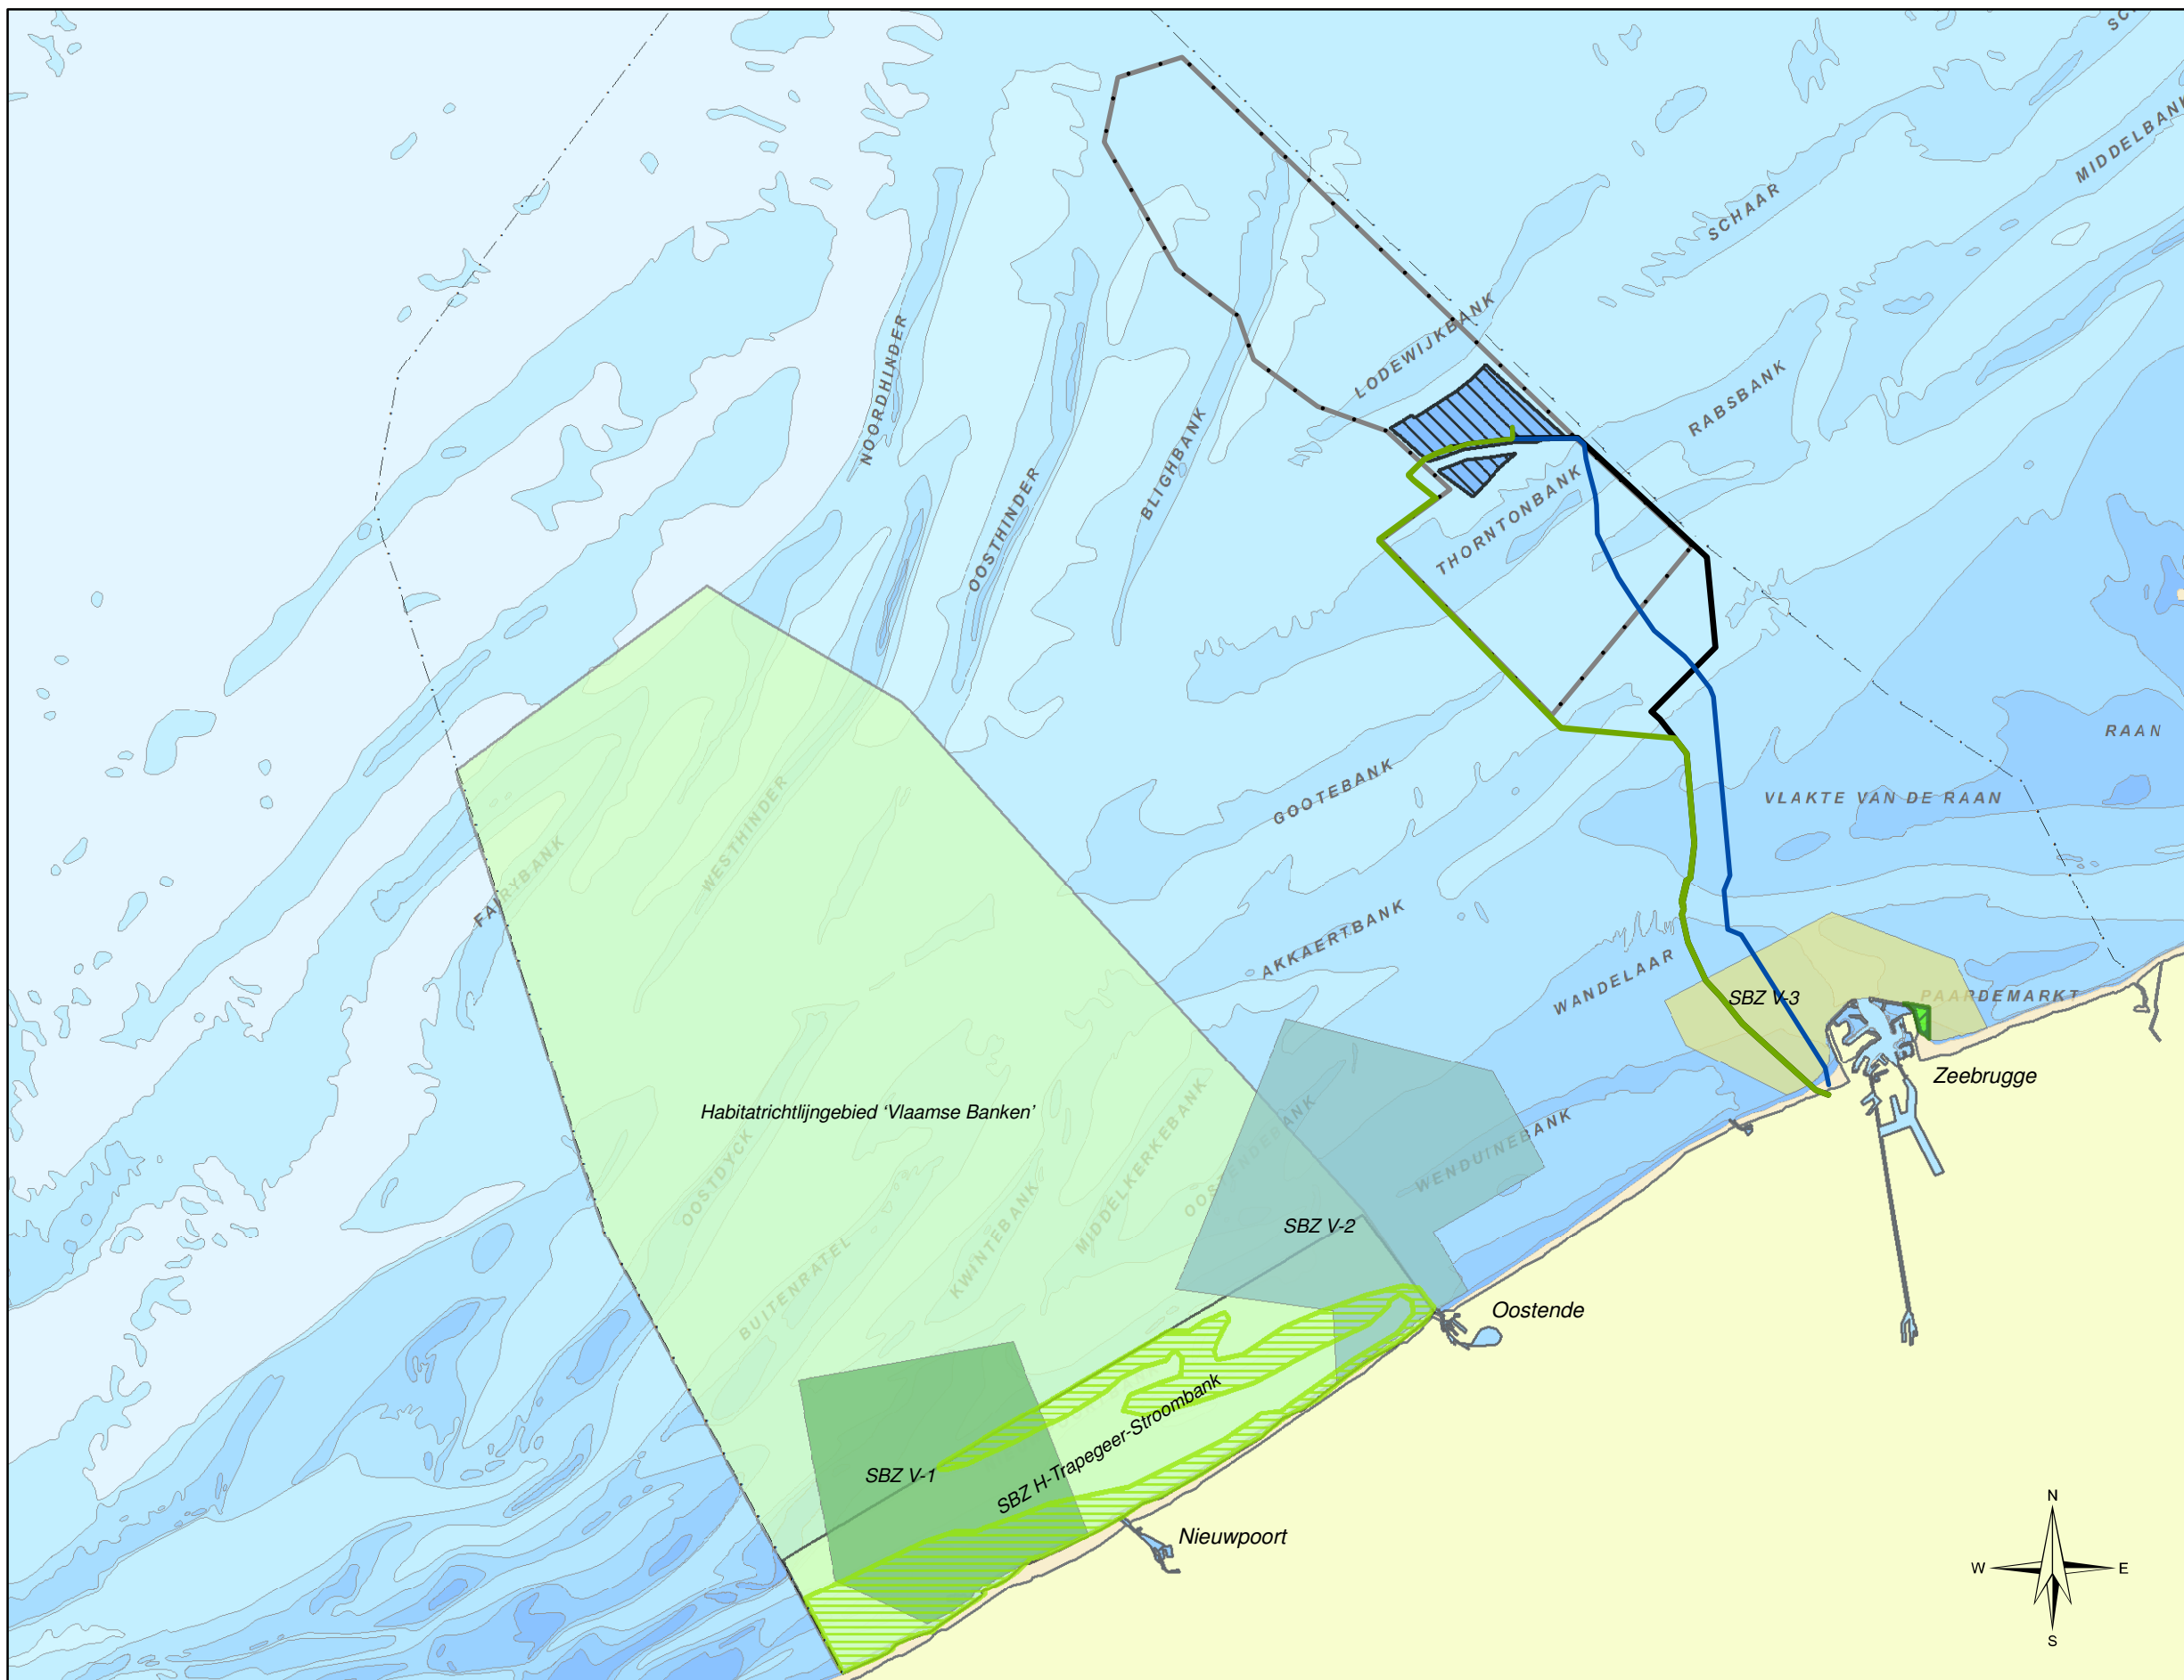 SC
MIDDELBANK
SCHAAR
LODEWIJKBANK
NOORDHINDER
RABSBANK
BLIGHBANK
OOSTHINDER
THORNTONBANK
RAAN
GOOTEBANK
VLAKTE VAN DE RAAN
WESTHINDER
FAIRYBANK
AKKAERTBANK
WANDELAAR
SBZ V-3
PAARDEMARKT
Zeebrugge
Habitatrichtlijngebied ‘Vlaamse Banken’
OOSTDYCK
MIDDELKERKEBANK
OOSTENDERBANK
WENDUINEBANK
BUITENRATEL
KWINTEBANK
SBZ V-2
Oostende
SBZ H-Trapegeer-Stroombank
SBZ V-1
Nieuwpoort
N
W
E
S